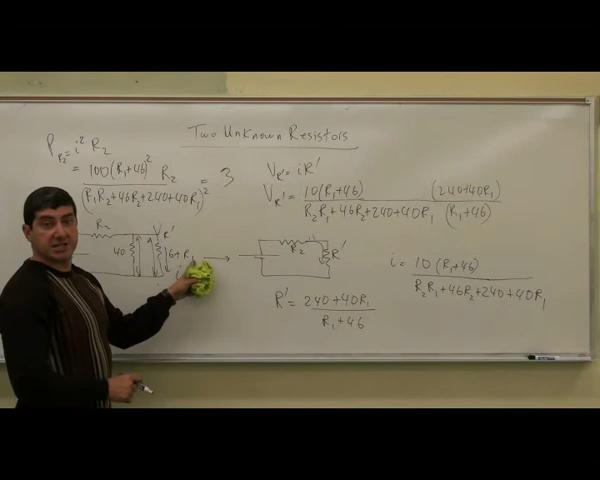 Two Unknown Resistors
P_R₂ = i² R₂
= 100(R₁+46)² R₂ / (R₁R₂+46R₂+240+40R₁)² = 3
V_R' = iR'
V_R' = 10(R₁+46) (240+40R₁) / R₂R₁+46R₂+240+40R₁ (R₁+46)
R₂
V_R'
40
6+R₁
i
R₂
R'
i = 10(R₁+46) / R₂R₁+46R₂+240+40R₁
R' = 240+40R₁ / R₁+46